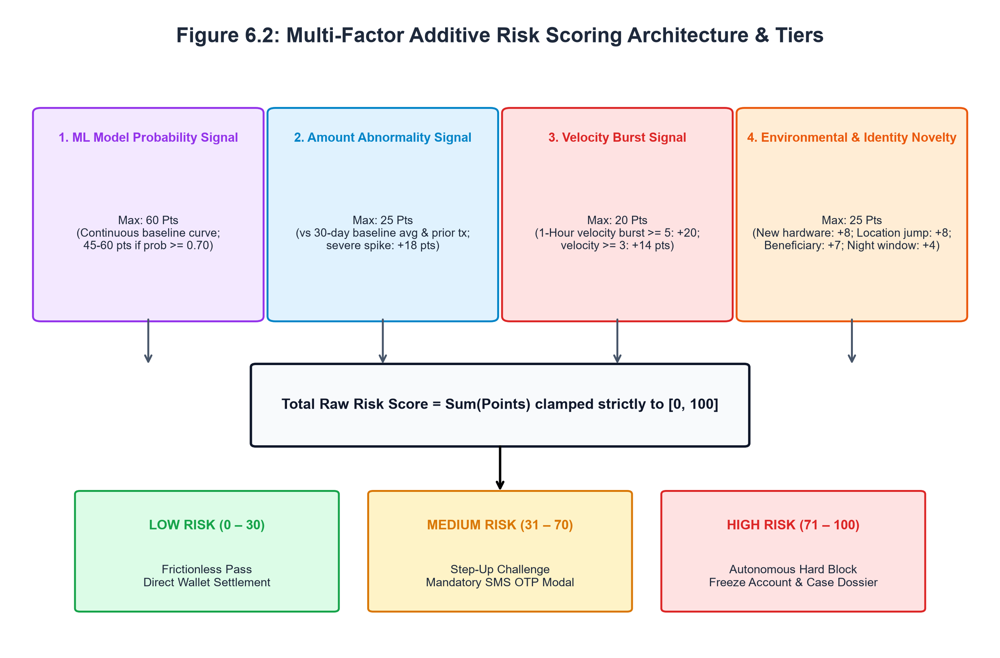 Figure 6.2: Multi-Factor Additive Risk Scoring Architecture & Tiers
1. ML Model Probability Signal
Max: 60 Pts
(Continuous baseline curve;
45-60 pts if prob >= 0.70)
2. Amount Abnormality Signal
Max: 25 Pts
(vs 30-day baseline avg & prior tx;
severe spike: +18 pts)
3. Velocity Burst Signal
Max: 20 Pts
(1-Hour velocity burst >= 5: +20;
velocity >= 3: +14 pts)
4. Environmental & Identity Novelty
Max: 25 Pts
(New hardware: +8; Location jump: +8;
Beneficiary: +7; Night window: +4)
Total Raw Risk Score = Sum(Points) clamped strictly to [0, 100]
LOW RISK (0 – 30)
Frictionless Pass
Direct Wallet Settlement
MEDIUM RISK (31 – 70)
Step-Up Challenge
Mandatory SMS OTP Modal
HIGH RISK (71 – 100)
Autonomous Hard Block
Freeze Account & Case Dossier